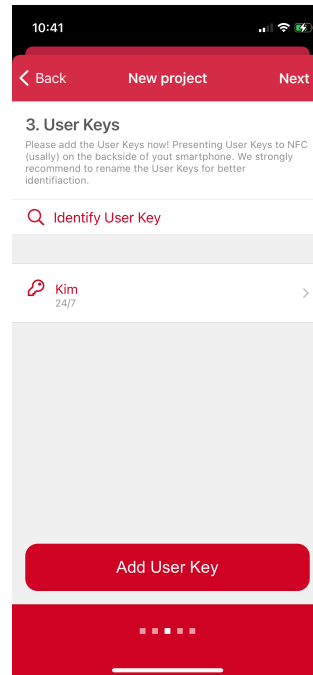 10:41
Back New project Next
3. User Keys
Please add the User Keys now! Presenting User Keys to NFC
(usally) on the backside of yout smartphone. We strongly
recommend to rename the User Keys for better
identifiaction.
Identify User Key
Kim
24/7
Add User Key